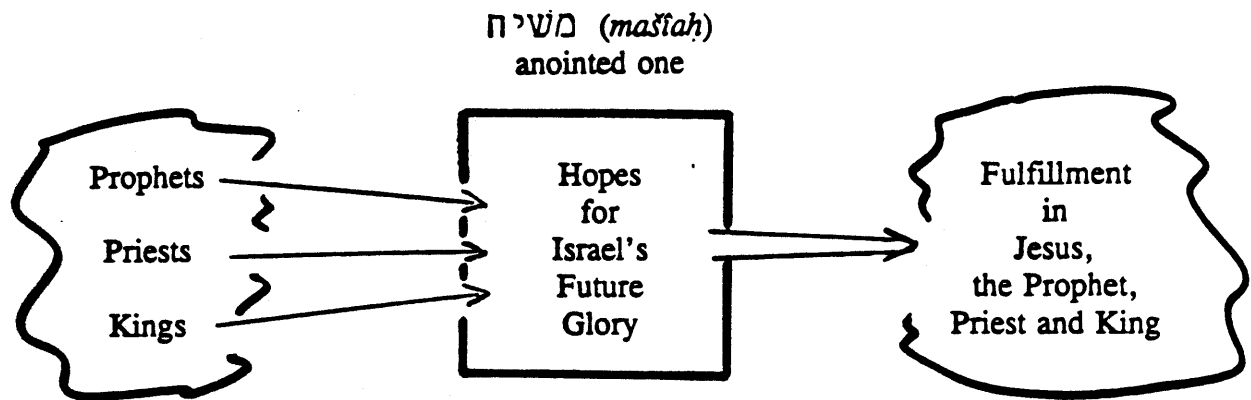 משיח (mašîaḥ)
anointed one
Prophets
Priests
Kings
Hopes
for
Israel's
Future
Glory
Fulfillment
in
Jesus,
the Prophet,
Priest and King